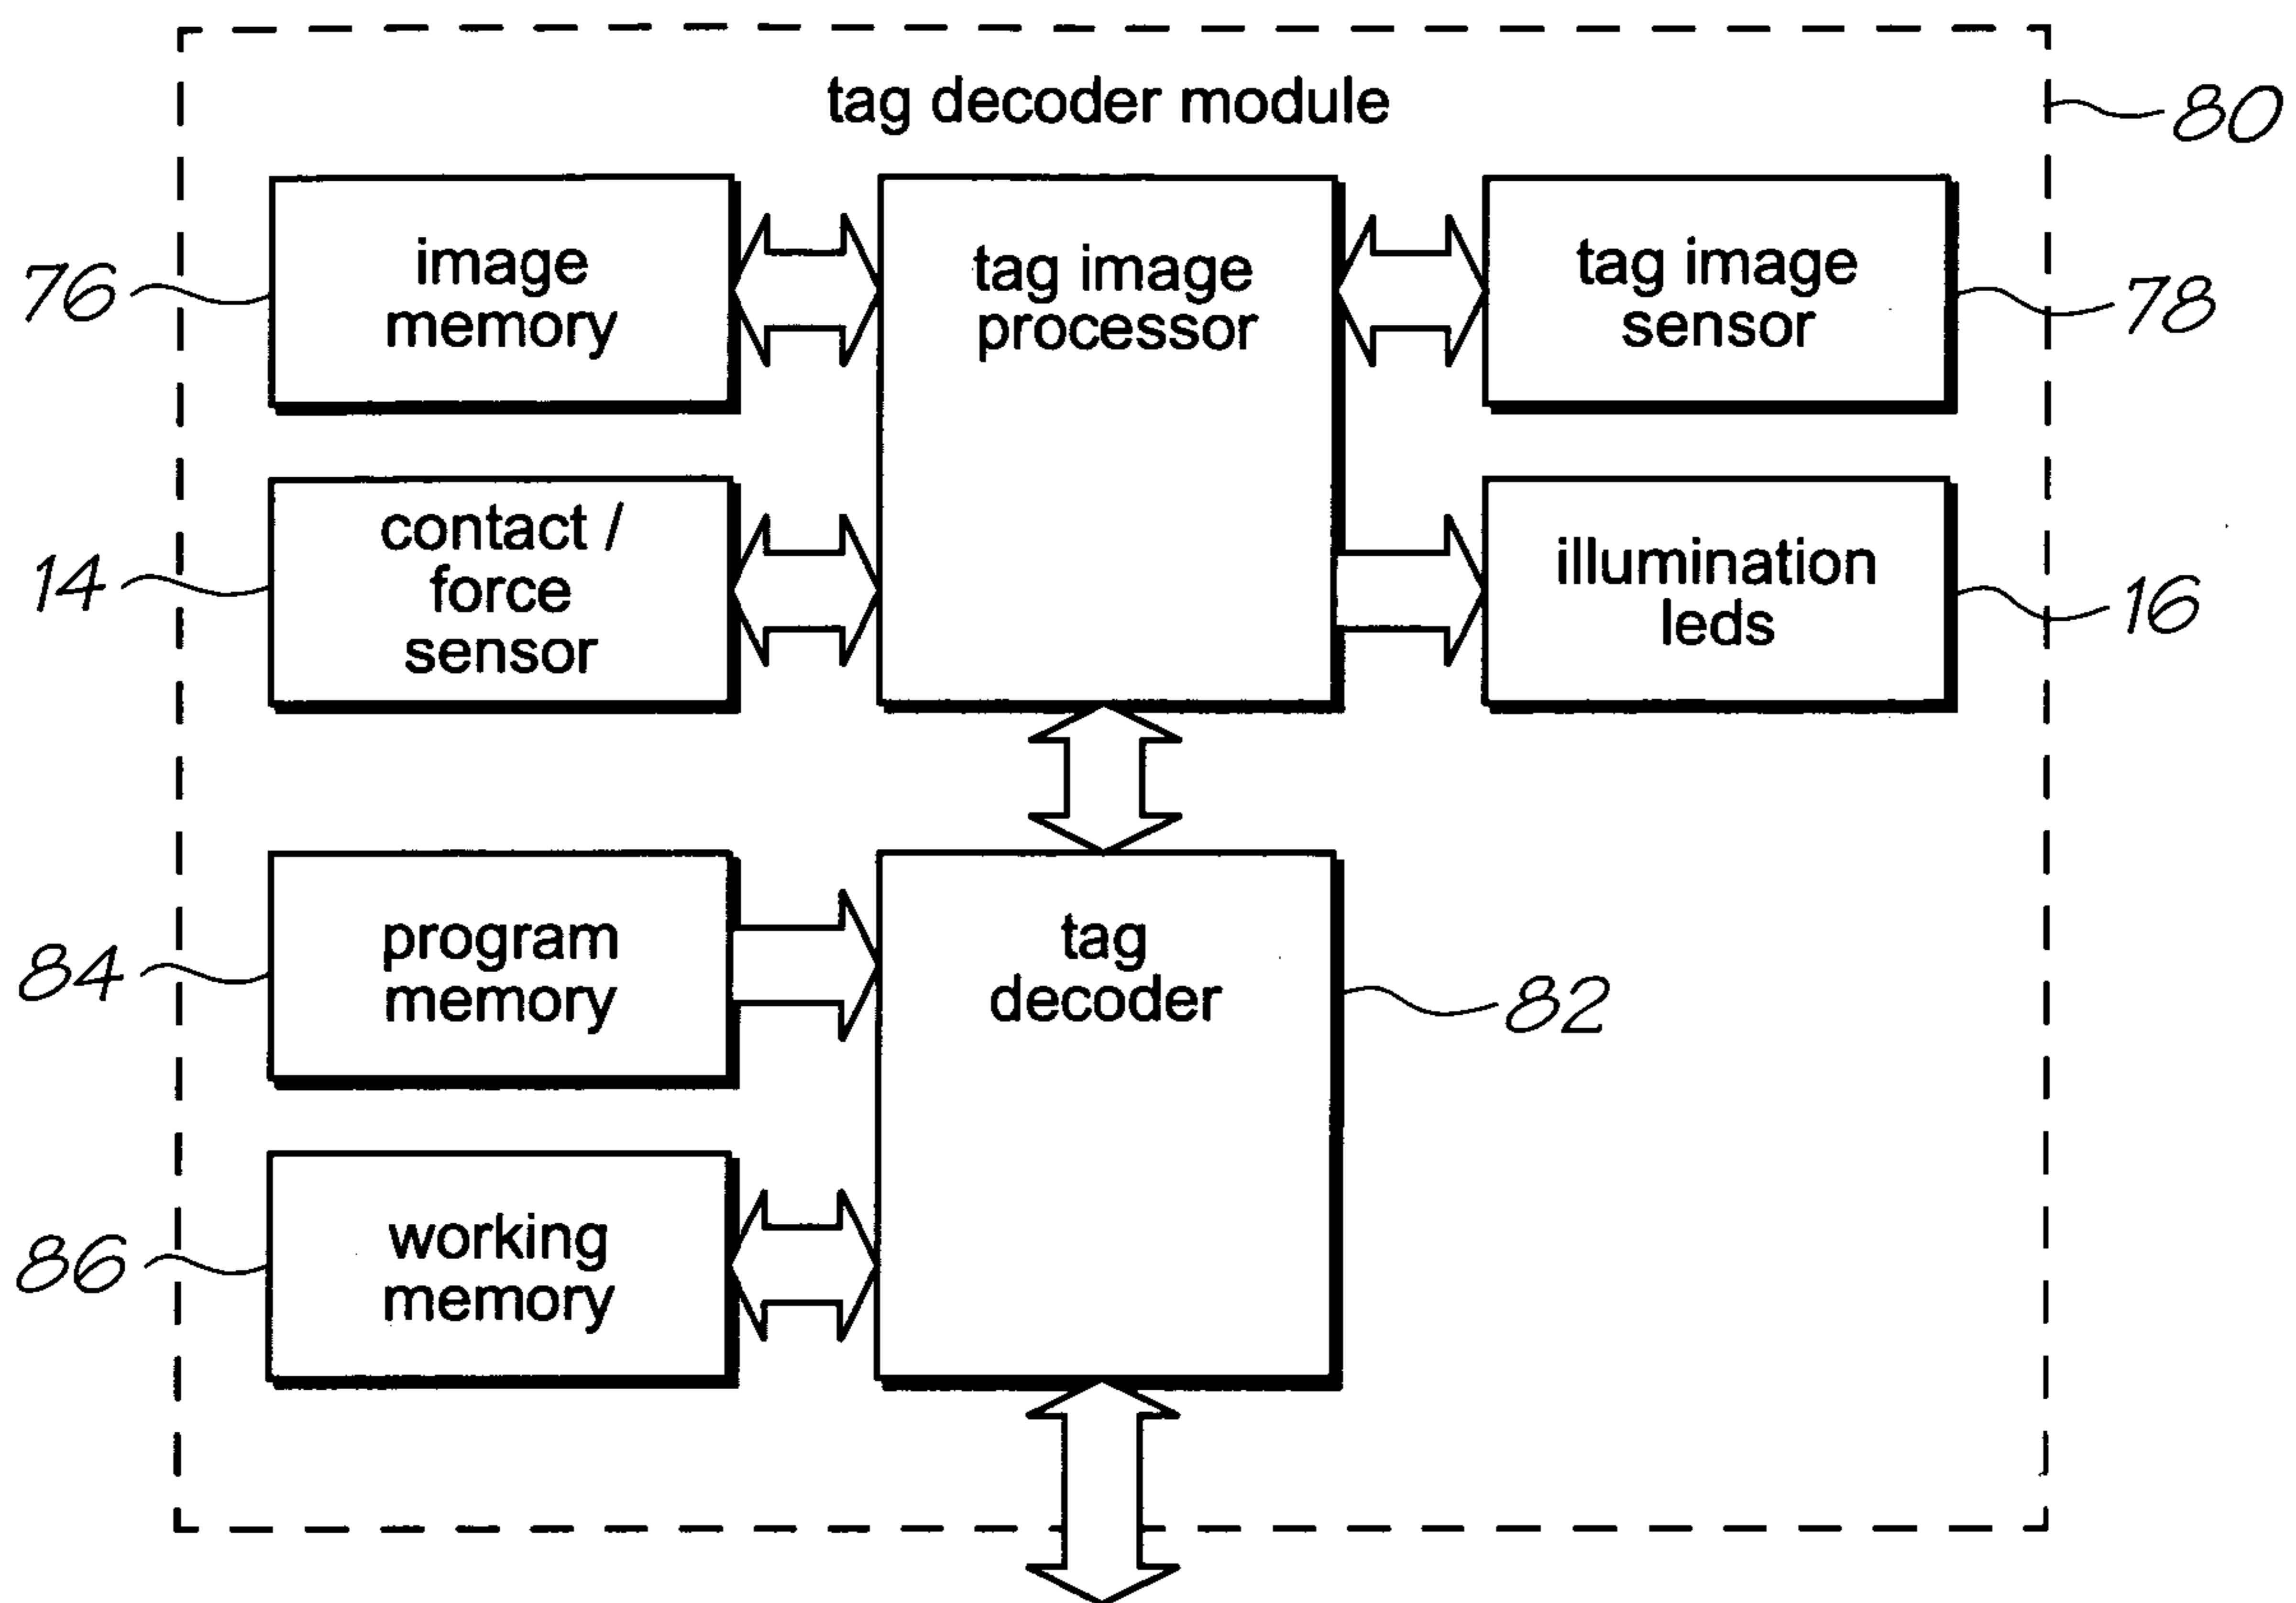 tag decoder module
80
76
image
memory
tag image
processor
tag image
sensor
78
14
contact /
force
sensor
illumination
leds
16
84
program
memory
tag
decoder
82
86
working
memory